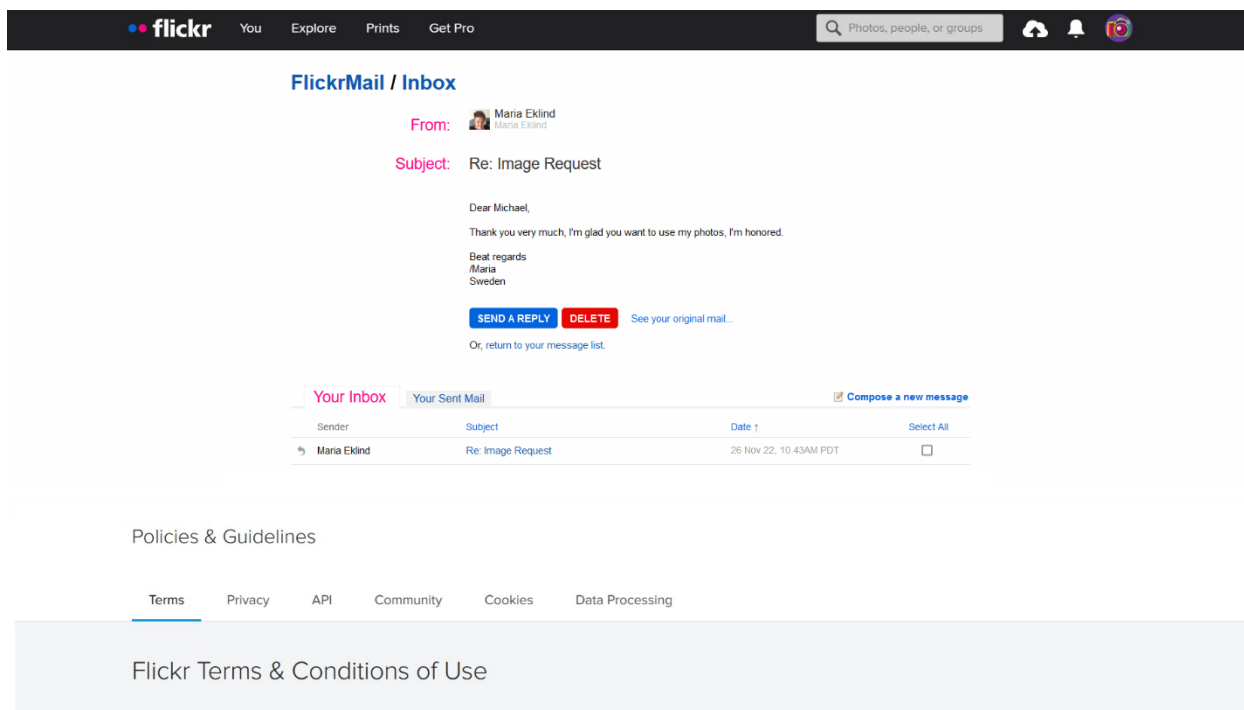 flickr You Explore Prints Get Pro Photos, people, or groups
FlickrMail / Inbox
From: Maria Eklind
Maria Eklind
Subject: Re: Image Request
Dear Michael,
Thank you very much, I'm glad you want to use my photos, I'm honored.
Beat regards
/Maria
Sweden
SEND A REPLY DELETE See your original mail...
Or, return to your message list.
Your Inbox Your Sent Mail Compose a new message
Sender Subject Date ↑ Select All
Maria Eklind Re: Image Request 26 Nov 22, 10.43AM PDT
Policies & Guidelines
Terms Privacy API Community Cookies Data Processing
Flickr Terms & Conditions of Use